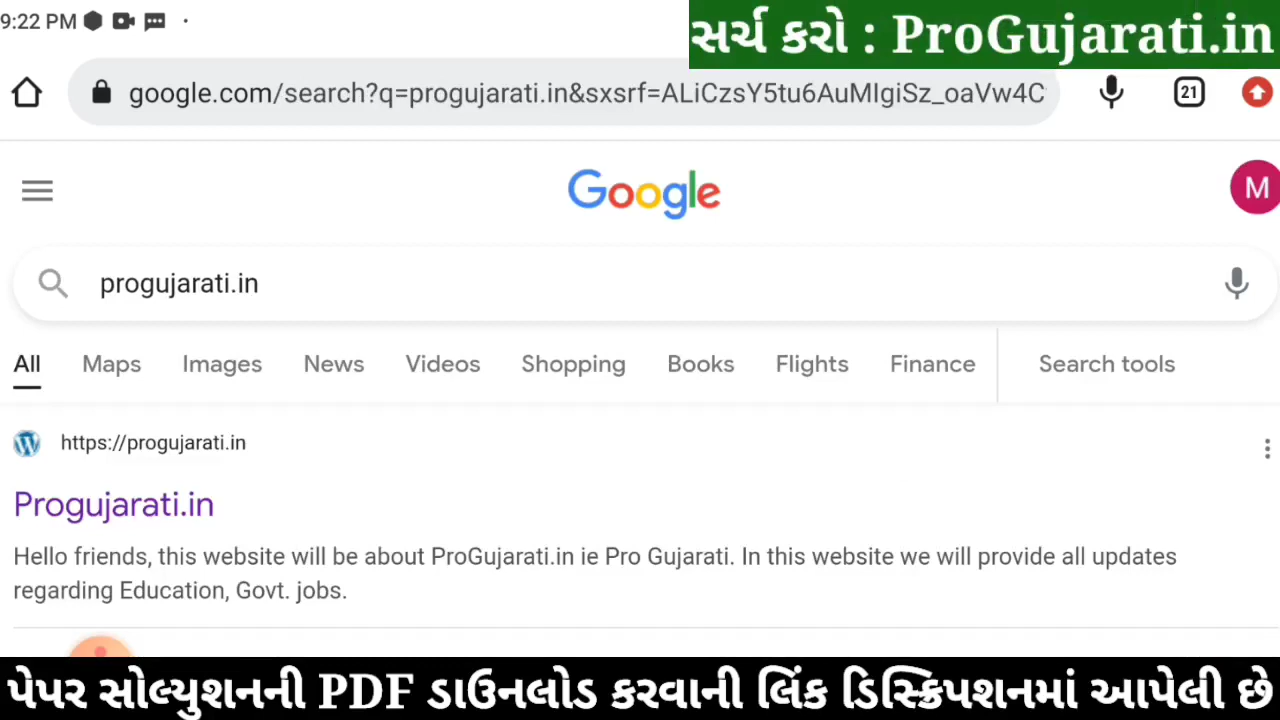 9:22 PM
સર્ચ કરો : ProGujarati.in
google.com/search?q=progujarati.in&sxsrf=ALiCzsY5tu6AuMIgiSz_oaVw4C
21
Google
M
progujarati.in
All Maps Images News Videos Shopping Books Flights Finance Search tools
https://progujarati.in
Progujarati.in
Hello friends, this website will be about ProGujarati.in ie Pro Gujarati. In this website we will provide all updates
regarding Education, Govt. jobs.
પેપર સોલ્યુશનની PDF ડાઉનલોડ કરવાની લિંક ડિસ્ક્રિપશનમાં આપેલી છે